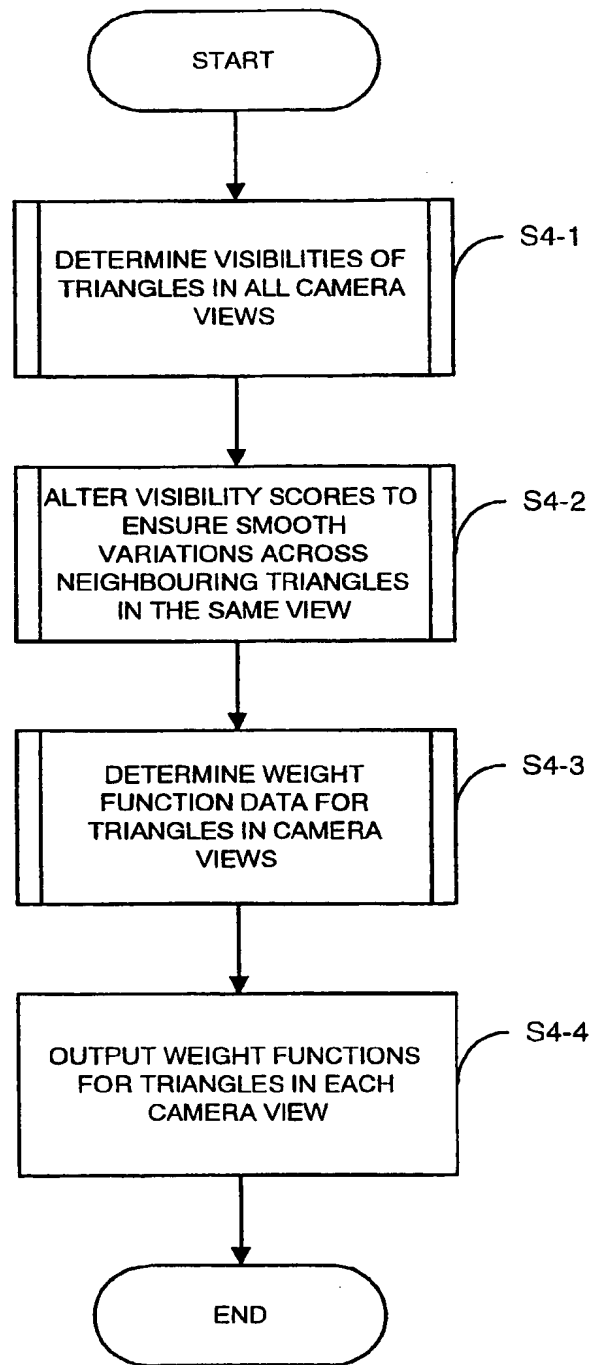 START
DETERMINE VISIBILITIES OF
TRIANGLES IN ALL CAMERA
VIEWS
S4-1
ALTER VISIBILITY SCORES TO
ENSURE SMOOTH
VARIATIONS ACROSS
NEIGHBOURING TRIANGLES
IN THE SAME VIEW
S4-2
DETERMINE WEIGHT
FUNCTION DATA FOR
TRIANGLES IN CAMERA
VIEWS
S4-3
OUTPUT WEIGHT FUNCTIONS
FOR TRIANGLES IN EACH
CAMERA VIEW
S4-4
END